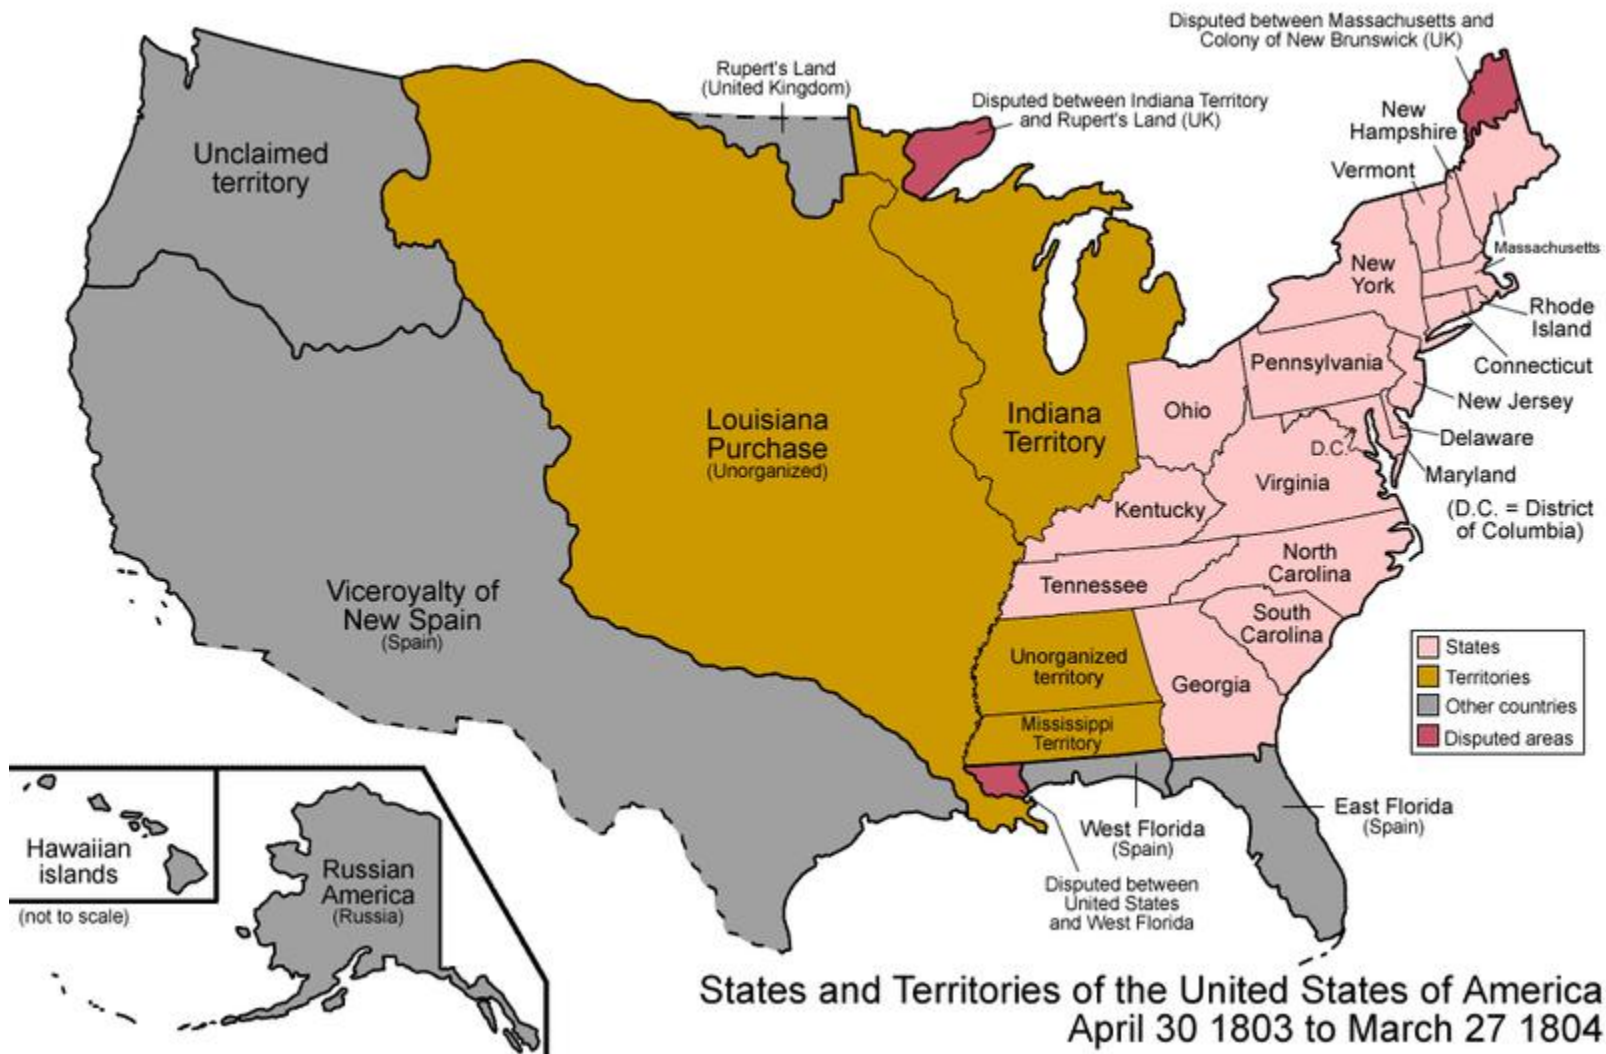 Disputed between Massachusetts and
Colony of New Brunswick (UK)
Rupert's Land
(United Kingdom)
Disputed between Indiana Territory
and Rupert's Land (UK)
New
Hampshire
Vermont
Unclaimed
territory
Massachusetts
New
York
Rhode
Island
Connecticut
Pennsylvania
New Jersey
Ohio
Delaware
D.C.
Maryland
Louisiana
Purchase
(Unorganized)
Indiana
Territory
Virginia
Kentucky
(D.C. = District
of Columbia)
North
Carolina
Tennessee
South
Carolina
Viceroyalty of
New Spain
(Spain)
Unorganized
territory
Georgia
Mississippi
Territory
States
Territories
Other countries
Disputed areas
West Florida
(Spain)
East Florida
(Spain)
Disputed between
United States
and West Florida
Hawaiian
islands
(not to scale)
Russian
America
(Russia)
States and Territories of the United States of America
April 30 1803 to March 27 1804